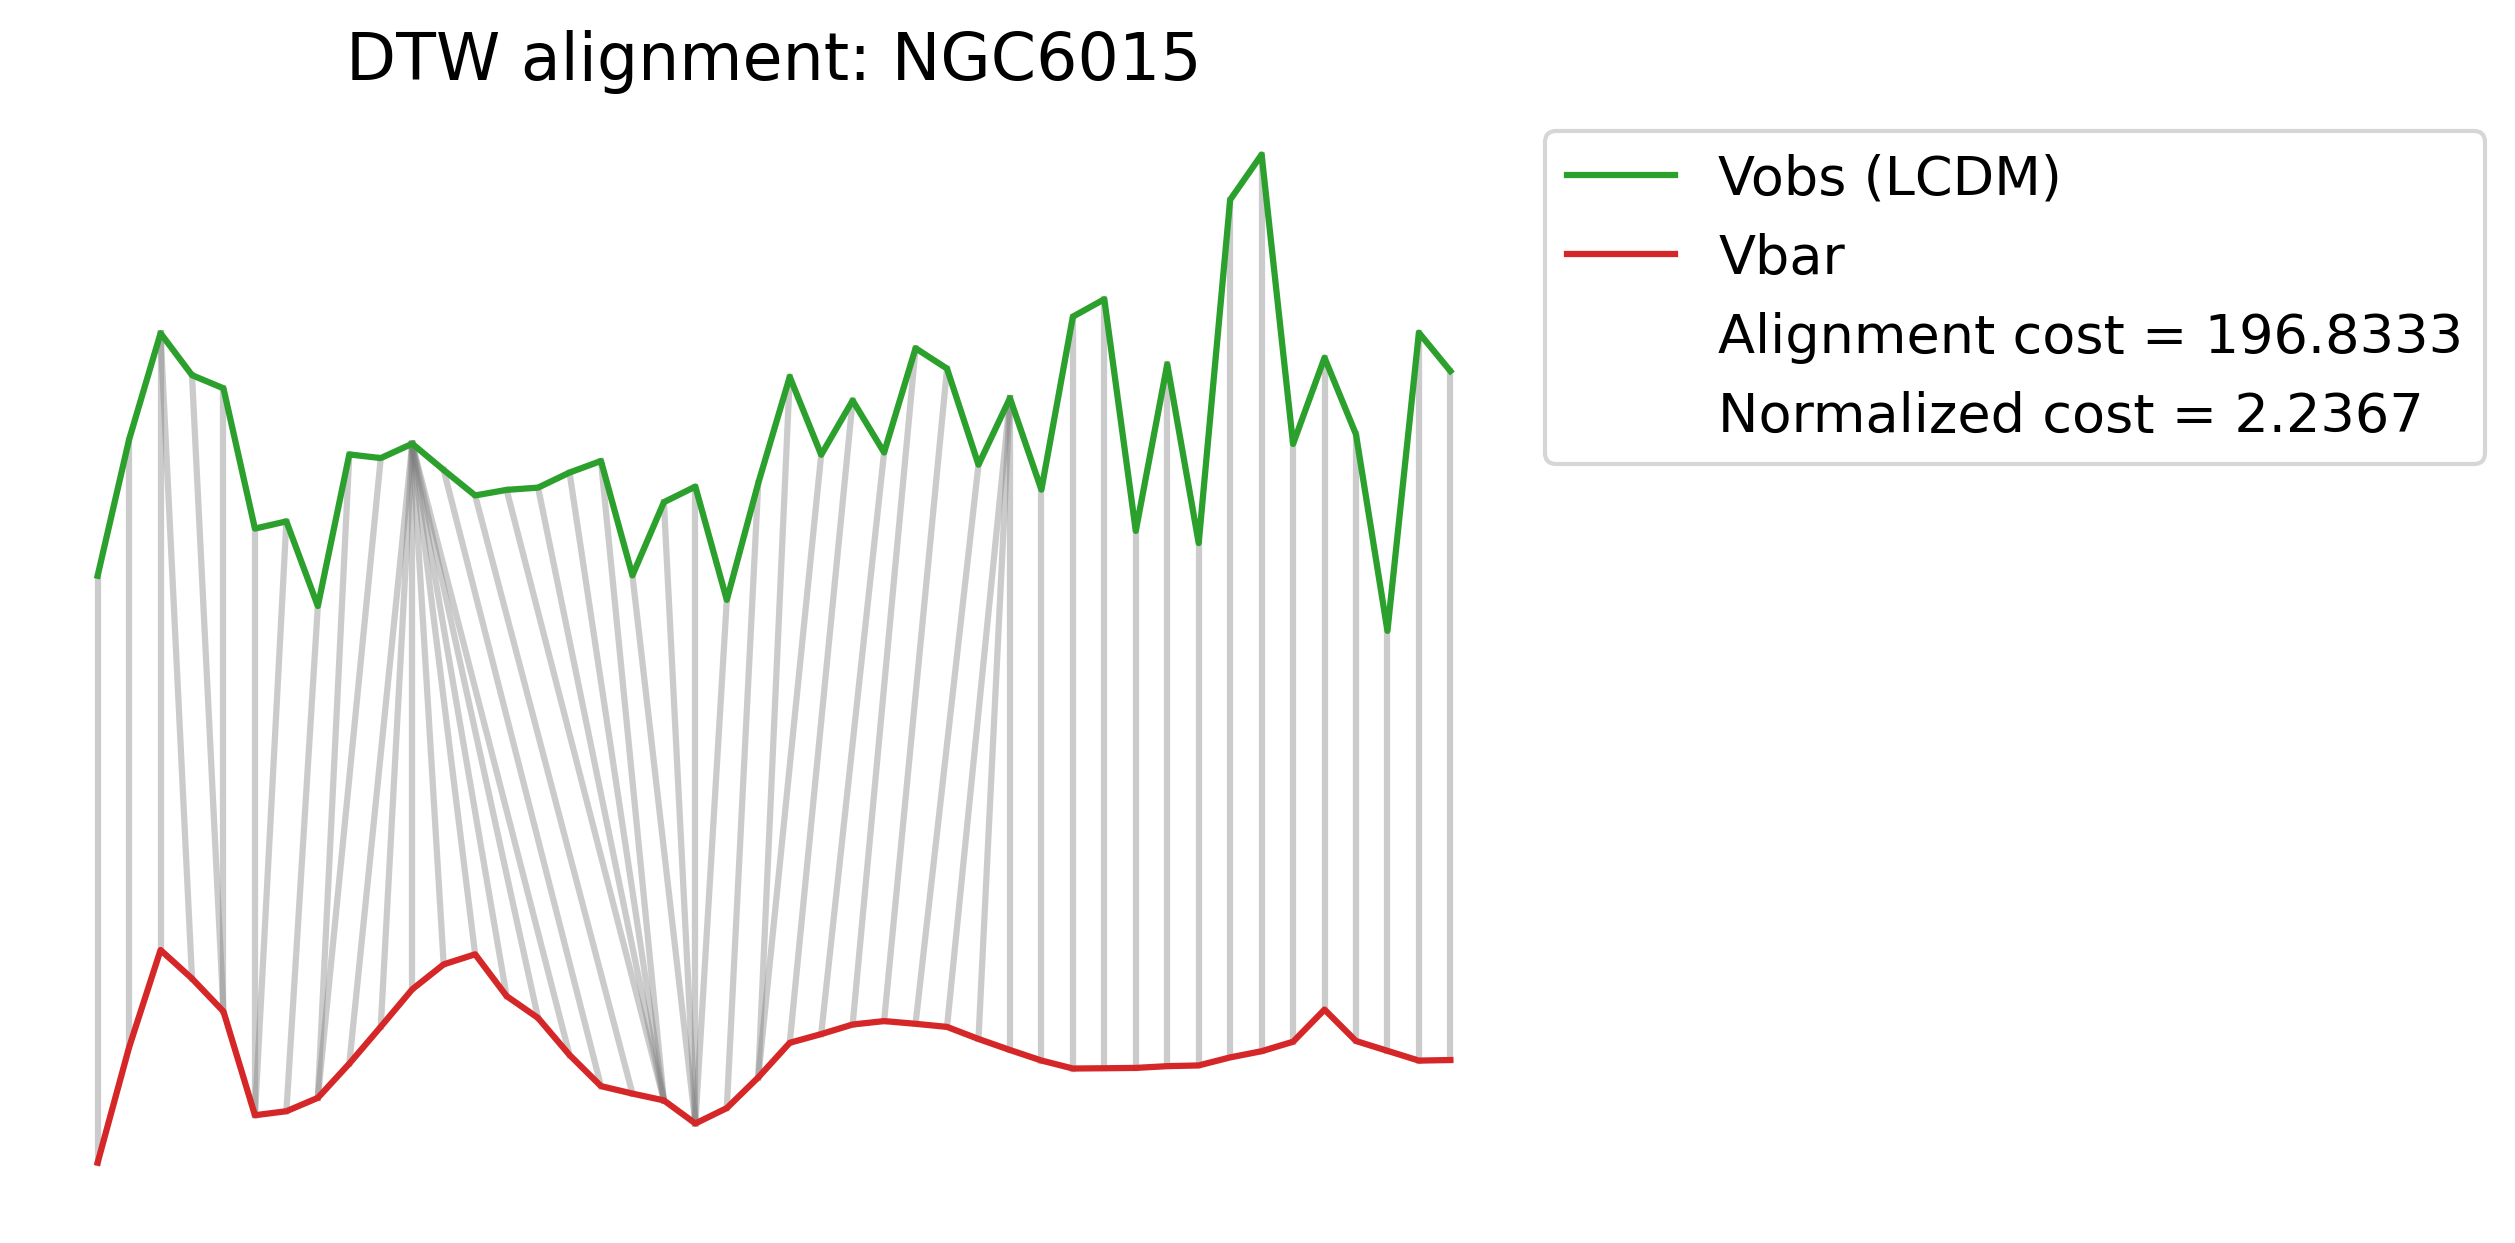 DTW alignment: NGC6015
Vobs (LCDM)
Vbar
Alignment cost = 196.8333
Normalized cost = 2.2367